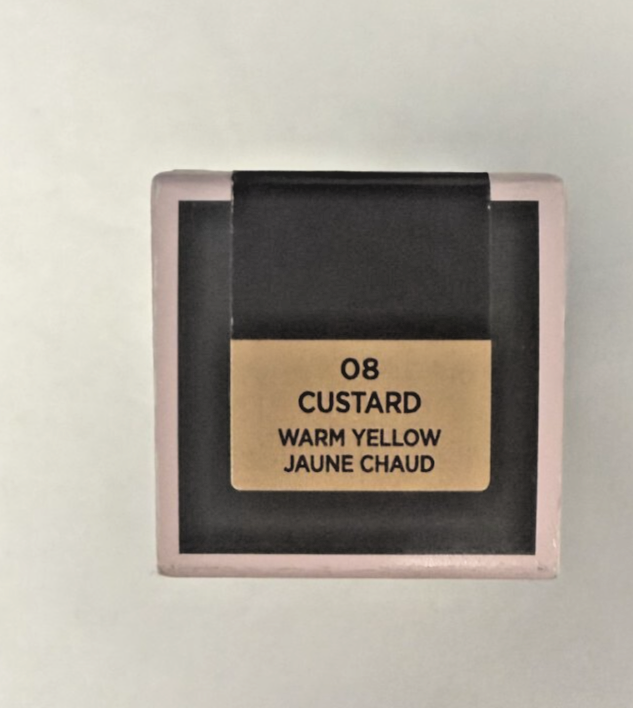 08
CUSTARD
WARM YELLOW
JAUNE CHAUD